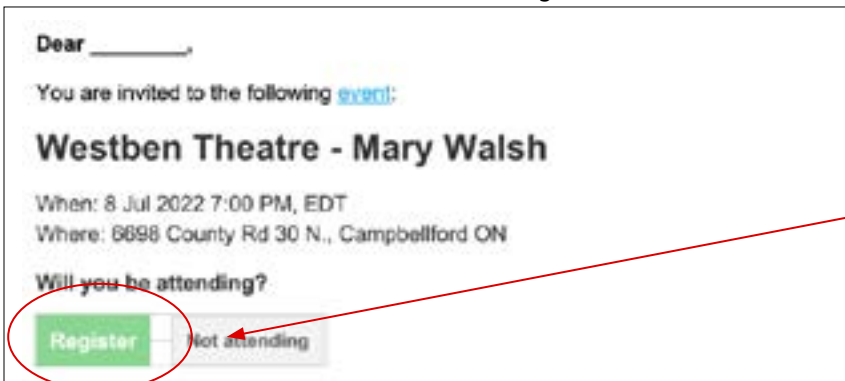 Dear ________,
You are invited to the following event:
Westben Theatre - Mary Walsh
When: 8 Jul 2022 7:00 PM, EDT
Where: 6698 County Rd 30 N., Campbellford ON
Will you be attending?
Register Not attending